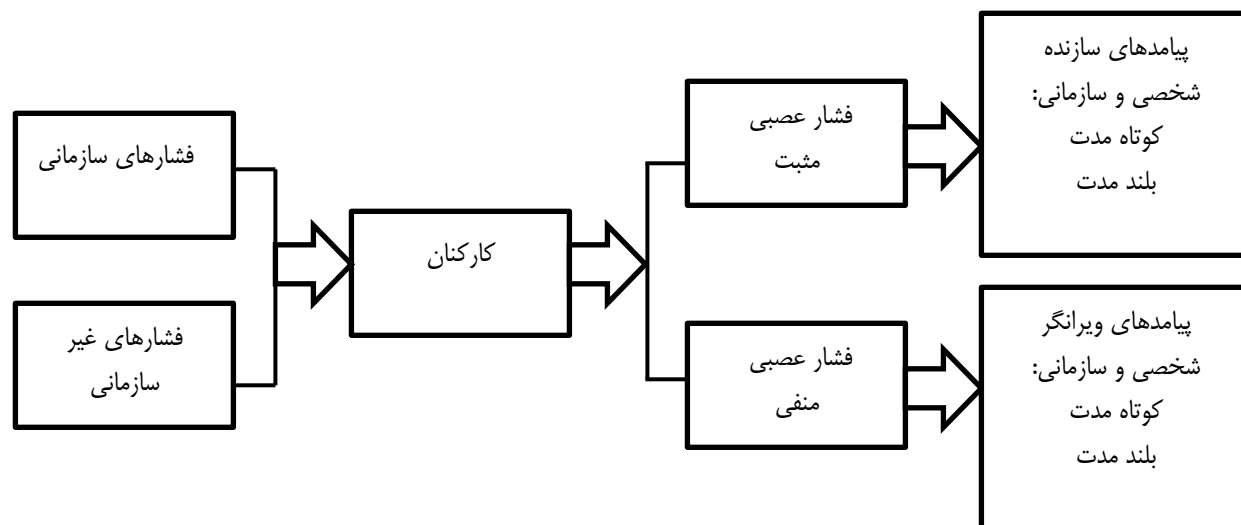 فشارهای سازمانی
فشارهای غیر
سازمانی
کارکنان
فشار عصبی
مثبت
فشار عصبی
منفی
پیامدهای سازنده
شخصی و سازمانی:
کوتاه مدت
بلند مدت
پیامدهای ویرانگر
شخصی و سازمانی:
کوتاه مدت
بلند مدت